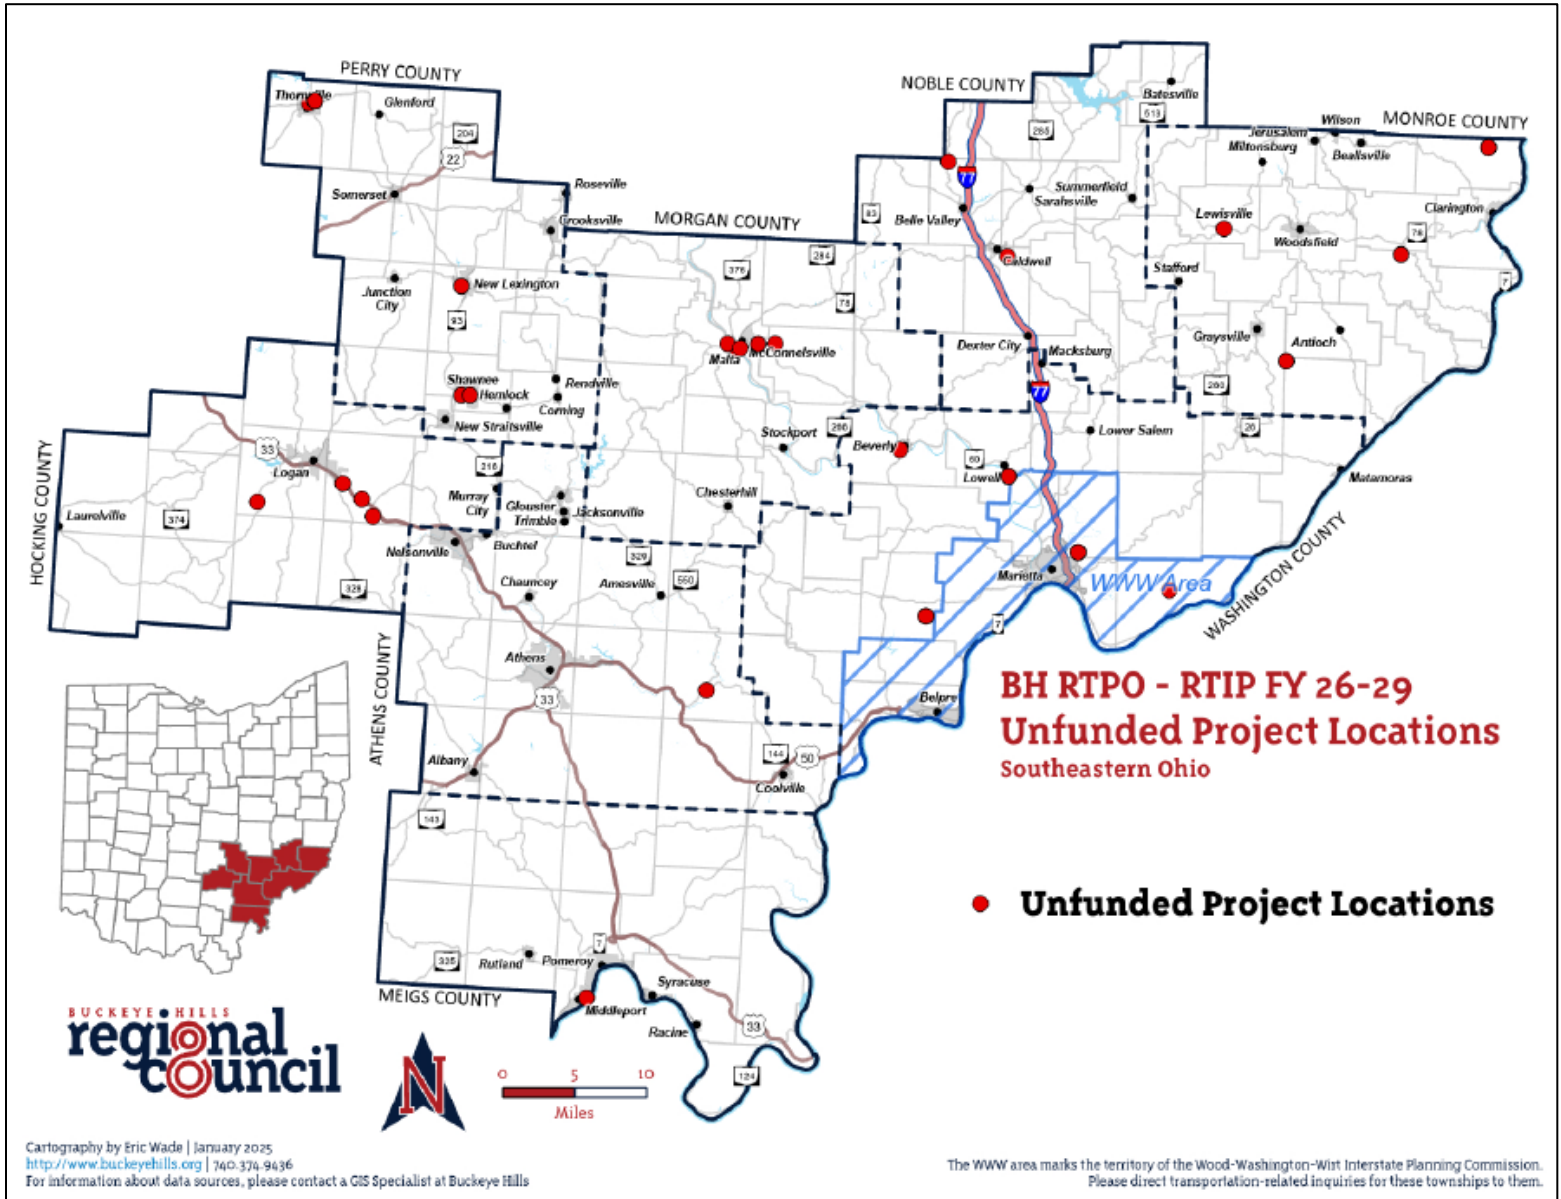 PERRY COUNTY
NOBLE COUNTY
Batesville
513
Thornville
Glenford
204
22
285
Wilson
MONROE COUNTY
Jerusalem
Miltonsburg
Beallsville
Somerset
Roseville
Crooksville
MORGAN COUNTY
77
Summerfield
Sarahsville
83
Belle Valley
Lewisville
Clarington
78
Woodsfield
284
376
Caldwell
Stafford
7
Junction
City
New Lexington
93
78
Malta
McConnelsville
Dexter City
Macksburg
Graysville
Antioch
Shawnee
Hemlock
Rendville
Corning
New Straitsville
77
260
HOCKING COUNTY
33
Logan
Stockport
266
Beverly
60
Lowell
Lower Salem
26
Matamoras
216
Murray
City
Glouster
Trimble
Jacksonville
Chesterhill
Laurelville
374
Nelsonville
Buchtel
329
550
Chauncey
Amesville
328
Marietta
WWW Area
WASHINGTON COUNTY
7
ATHENS COUNTY
Athens
33
Belpre
BH RTPO - RTIP FY 26-29
Unfunded Project Locations
Southeastern Ohio
Albany
144
50
Coolville
143
Unfunded Project Locations
7
325
Rutland
Pomeroy
Syracuse
MEIGS COUNTY
Middleport
Racine
33
124
BUCKEYE HILLS
regional
council
N
0 5 10
Miles
Cartography by Eric Wade | January 2025
http://www.buckeyehills.org | 740.374.9436
For information about data sources, please contact a GIS Specialist at Buckeye Hills
The WWW area marks the territory of the Wood-Washington-Wirt Interstate Planning Commission.
Please direct transportation-related inquiries for these townships to them.